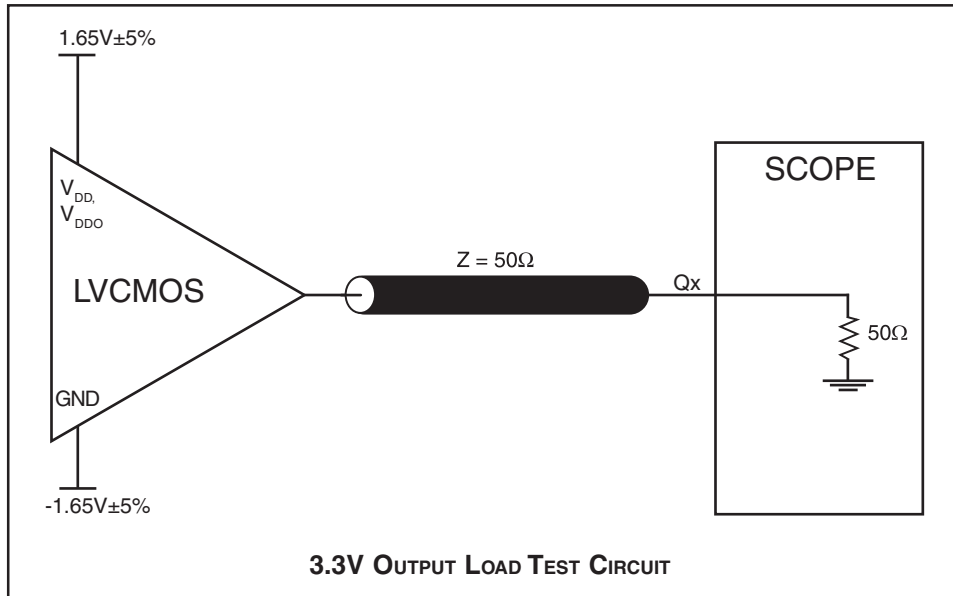 1.65V±5%
V_DD,
V_DDO
LVCMOS
GND
-1.65V±5%
Z = 50Ω
Qx
SCOPE
50Ω
3.3V OUTPUT LOAD TEST CIRCUIT